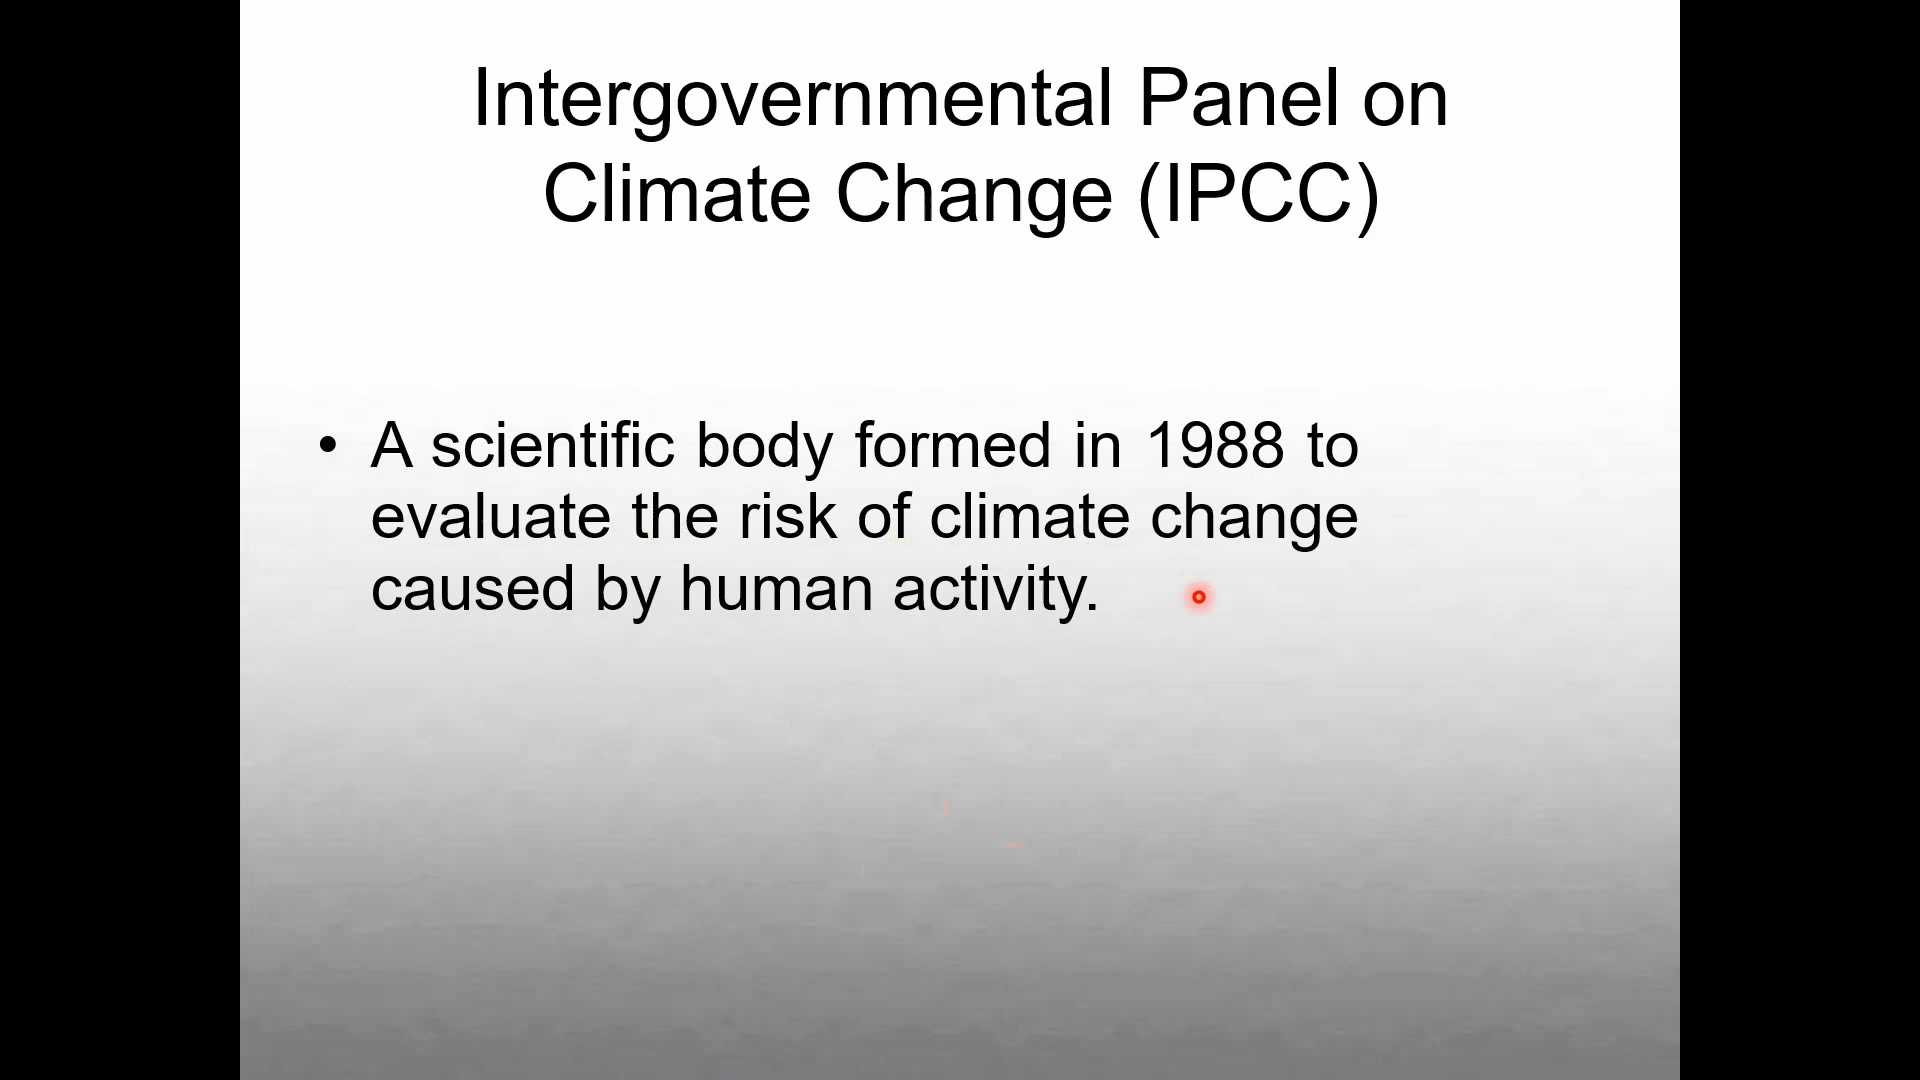 Intergovernmental Panel on
Climate Change (IPCC)
• A scientific body formed in 1988 to
evaluate the risk of climate change
caused by human activity.